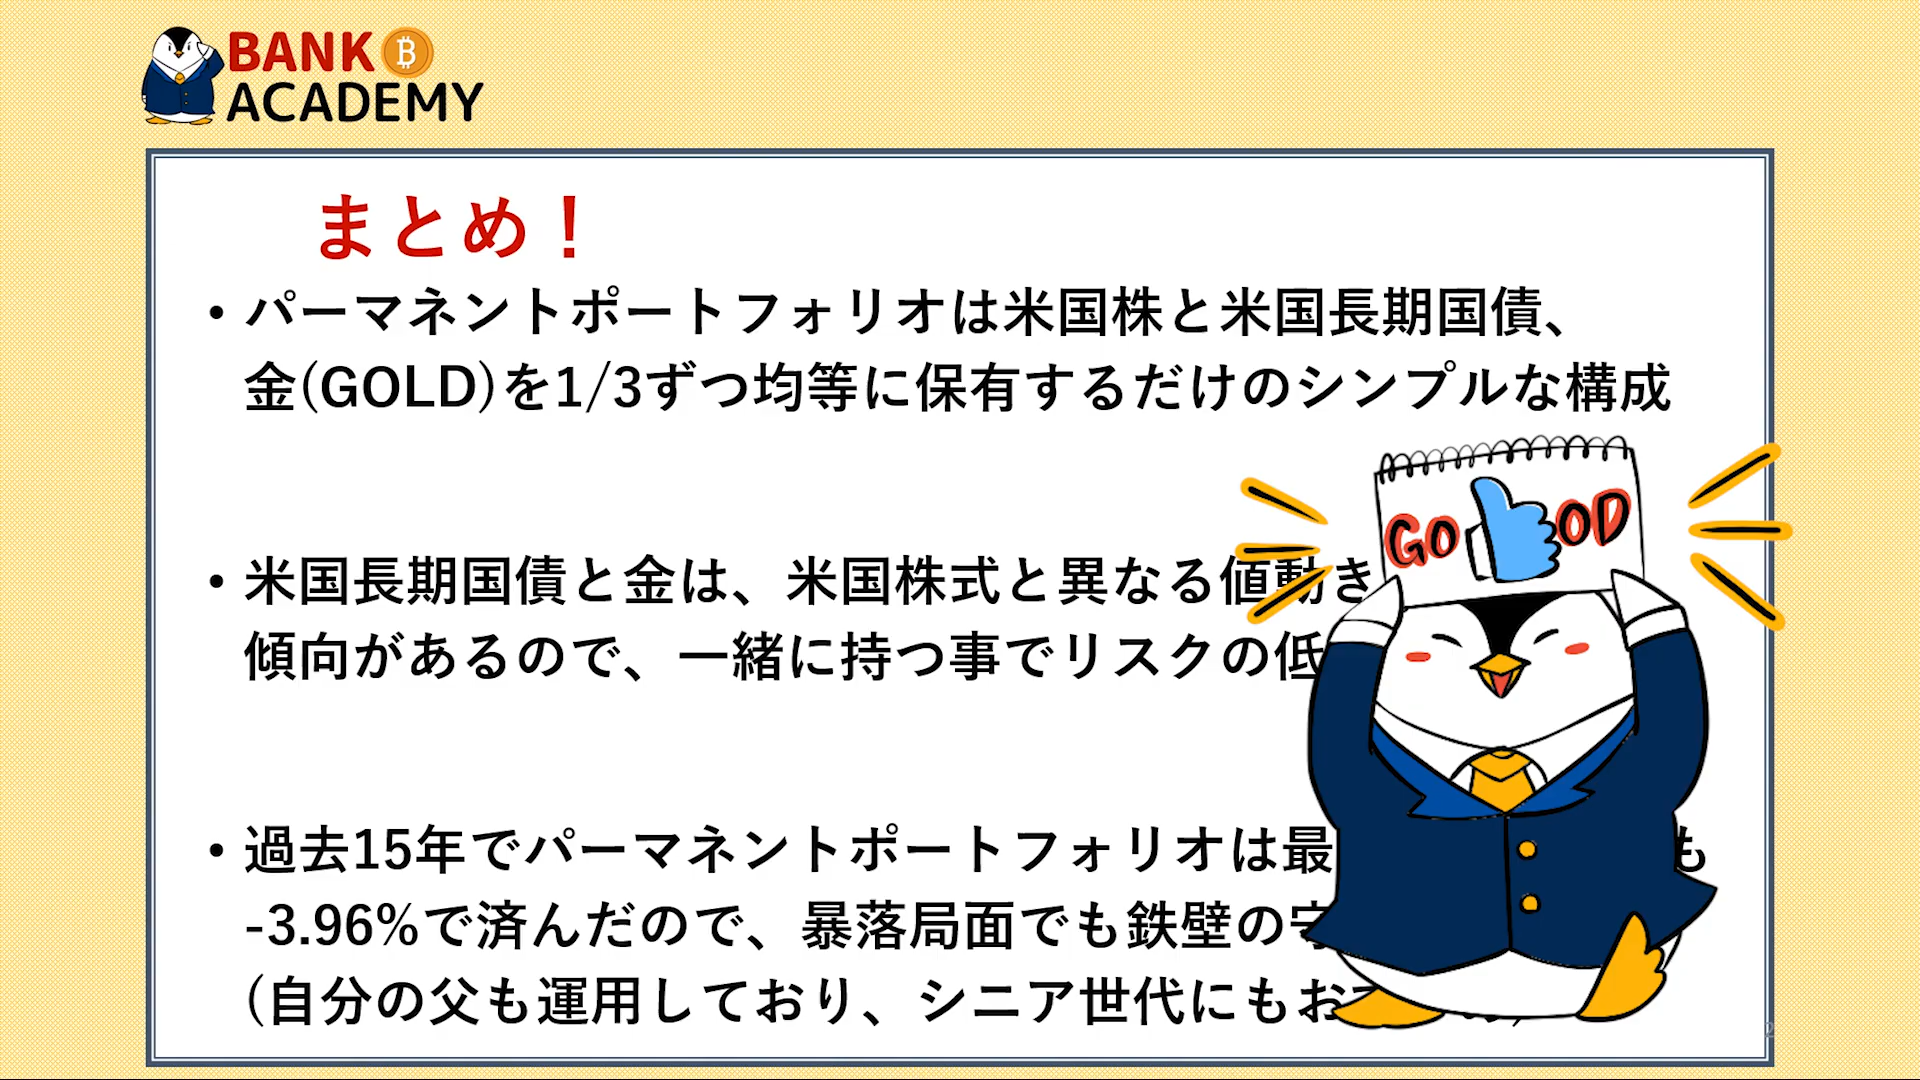 BANK
ACADEMY
まとめ！
・パーマネントポートフォリオは米国株と米国長期国債、
金(GOLD)を1/3ずつ均等に保有するだけのシンプルな構成
GOOD
・米国長期国債と金は、米国株式と異なる値動き
傾向があるので、一緒に持つ事でリスクの低
・過去15年でパーマネントポートフォリオは最 も
-3.96%で済んだので、暴落局面でも鉄壁の守
(自分の父も運用しており、シニア世代にもお